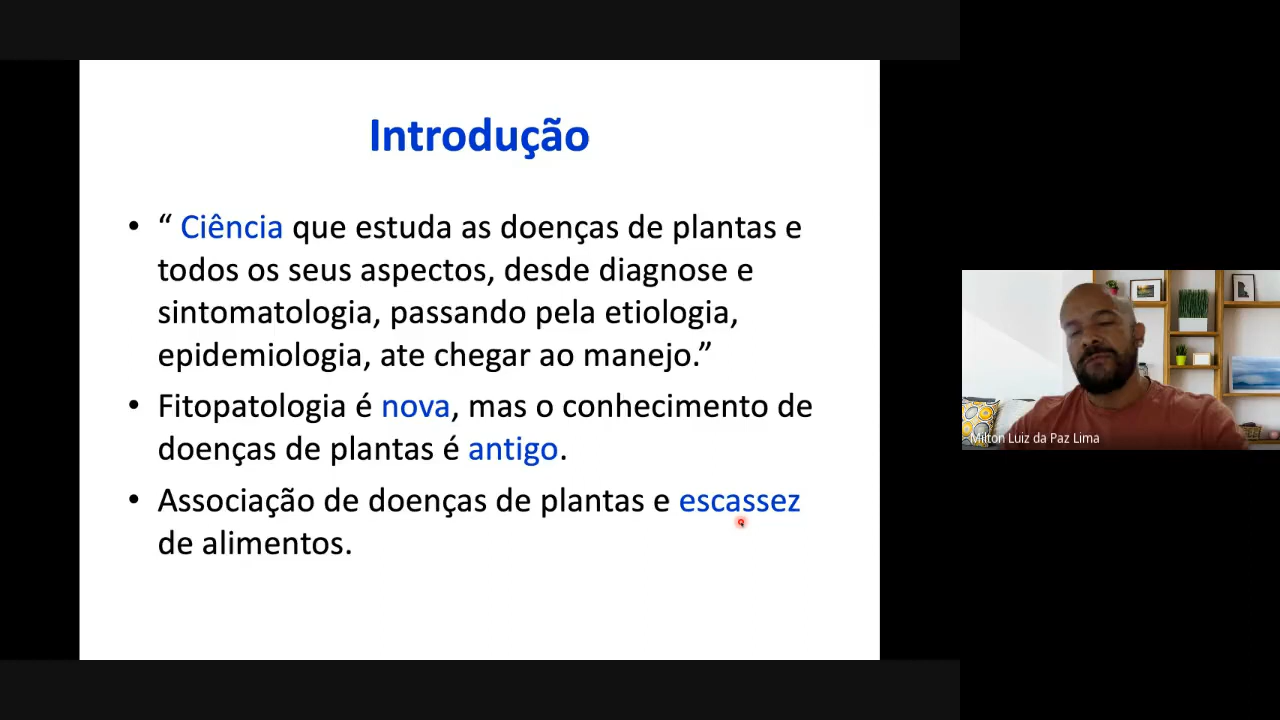 Introdução
• “ Ciência que estuda as doenças de plantas e
todos os seus aspectos, desde diagnose e
sintomatologia, passando pela etiologia,
epidemiologia, ate chegar ao manejo.”
• Fitopatologia é nova, mas o conhecimento de
doenças de plantas é antigo.
• Associação de doenças de plantas e escassez
de alimentos.
Milton Luiz da Paz Lima